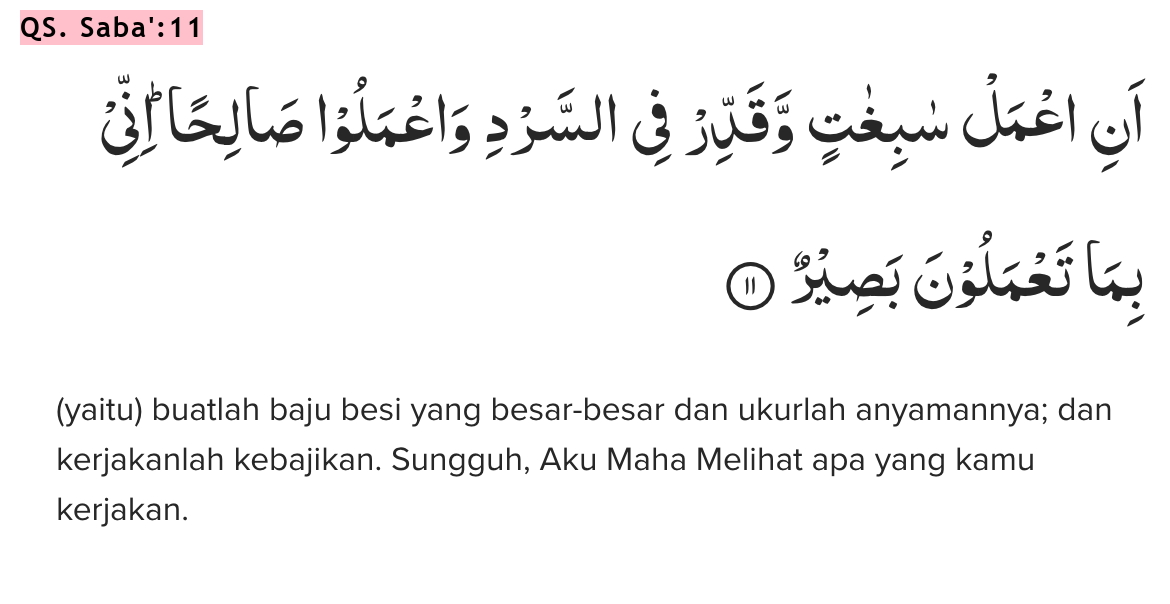 QS. Saba':11
اَنِ اعْمَلْ سٰبِغٰتٍ وَّقَدِّرْ فِى السَّرْدِ وَاعْمَلُوْا صَالِحًاۗ اِنِّيْ
بِمَا تَعْمَلُوْنَ بَصِيْرٌ ١١
(yaitu) buatlah baju besi yang besar-besar dan ukurlah anyamannya; dan
kerjakanlah kebajikan. Sungguh, Aku Maha Melihat apa yang kamu
kerjakan.